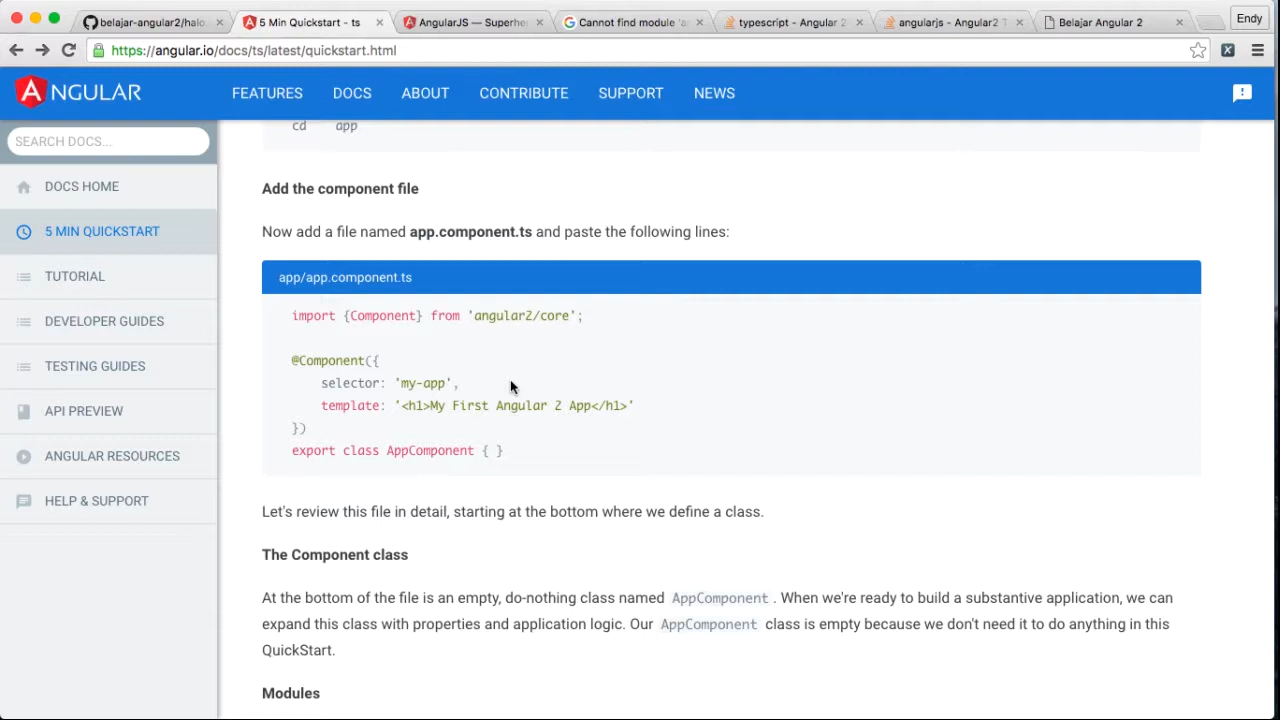 belajar-angular2/halo.
5 Min Quickstart - ts
AngularJS — Superhe
Cannot find module 'a
typescript - Angular 2
angularjs - Angular2 T
Belajar Angular 2
Endy
https://angular.io/docs/ts/latest/quickstart.html
ANGULAR
FEATURES
DOCS
ABOUT
CONTRIBUTE
SUPPORT
NEWS
SEARCH DOCS...
DOCS HOME
5 MIN QUICKSTART
TUTORIAL
DEVELOPER GUIDES
TESTING GUIDES
API PREVIEW
ANGULAR RESOURCES
HELP & SUPPORT
cd app
Add the component file
Now add a file named app.component.ts and paste the following lines:
app/app.component.ts
import {Component} from 'angular2/core';
@Component({
selector: 'my-app',
template: '<h1>My First Angular 2 App</h1>'
})
export class AppComponent { }
Let's review this file in detail, starting at the bottom where we define a class.
The Component class
At the bottom of the file is an empty, do-nothing class named AppComponent . When we're ready to build a substantive application, we can
expand this class with properties and application logic. Our AppComponent class is empty because we don't need it to do anything in this
QuickStart.
Modules